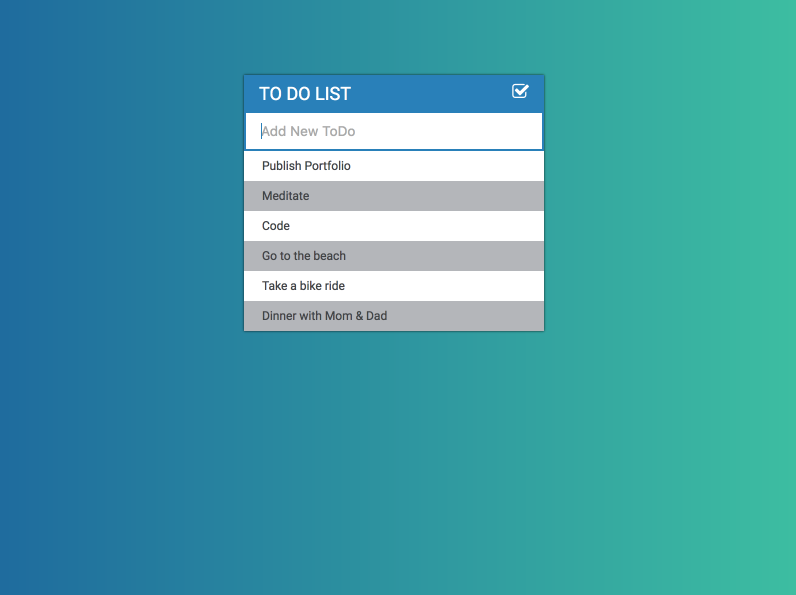 TO DO LIST
Add New ToDo
Publish Portfolio
Meditate
Code
Go to the beach
Take a bike ride
Dinner with Mom & Dad